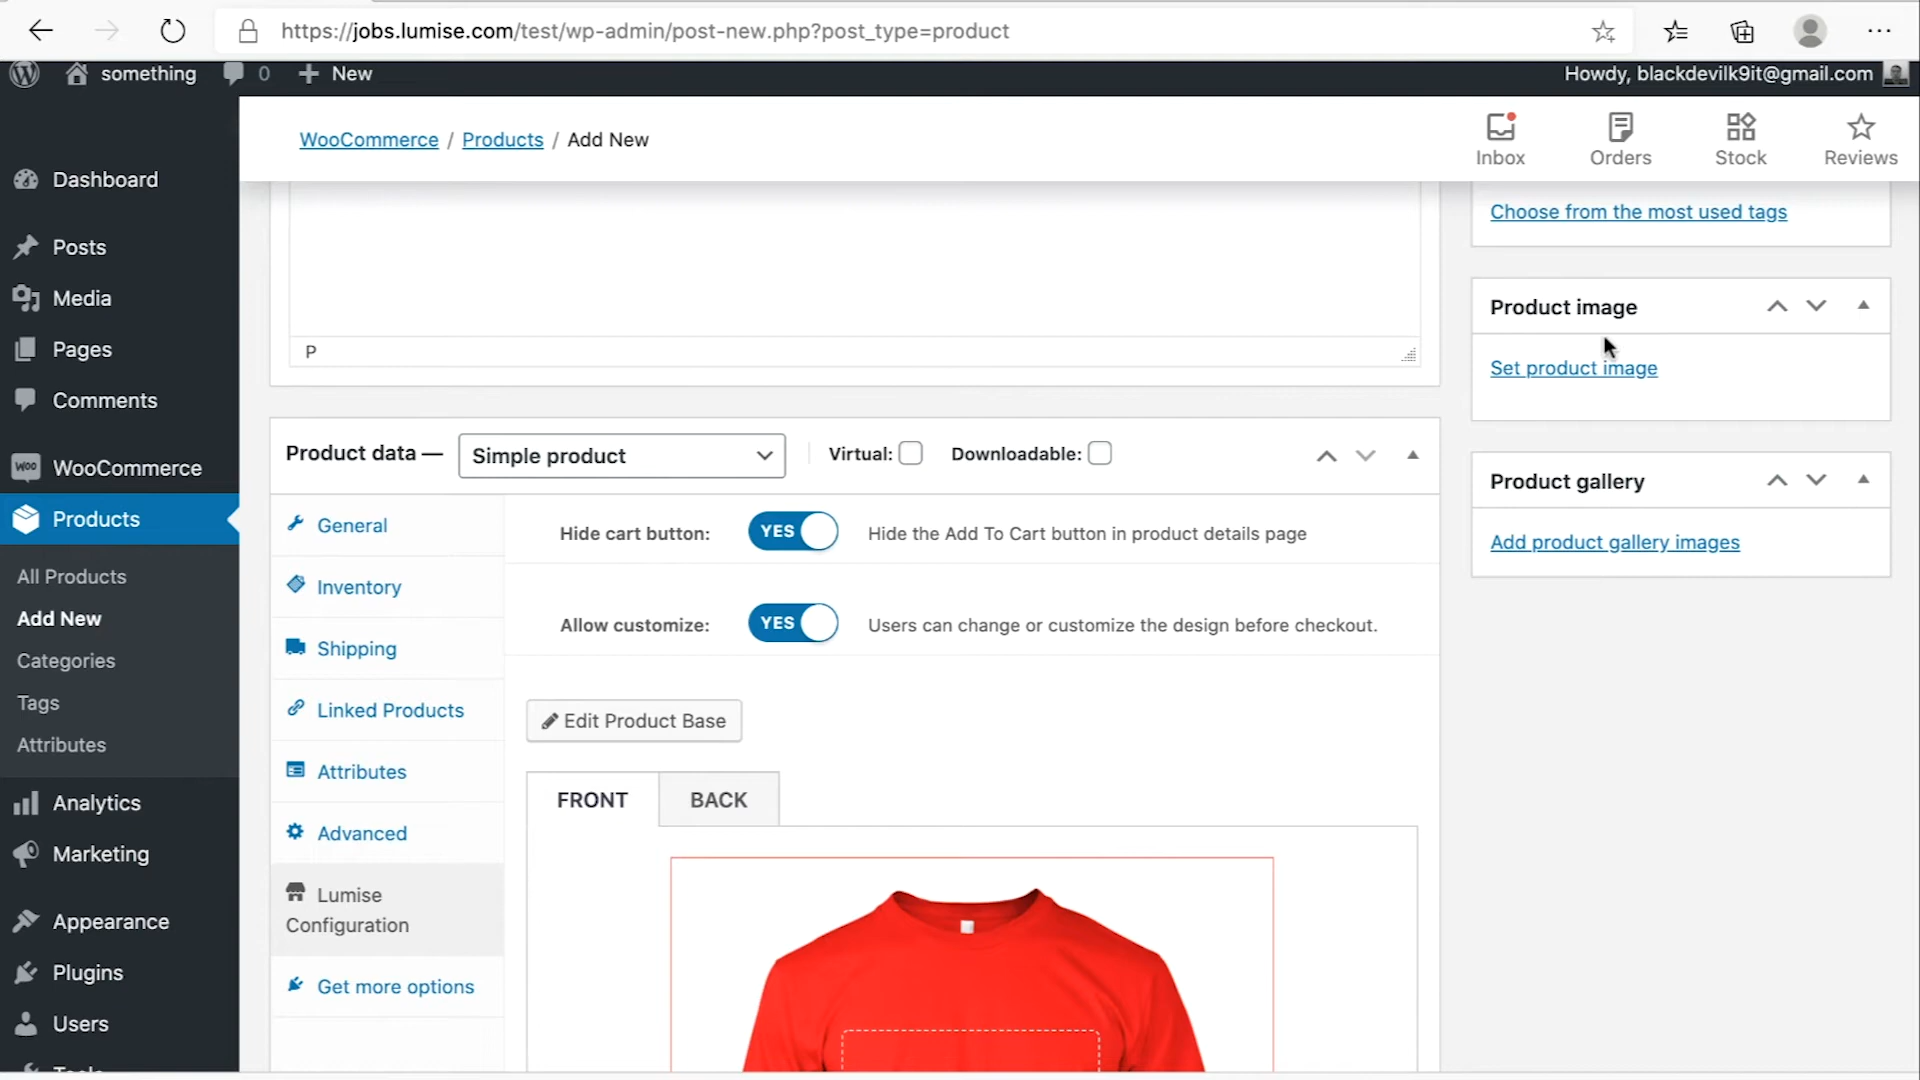 https://jobs.lumise.com/test/wp-admin/post-new.php?post_type=product
something 0 New
Howdy, blackdevilk9it@gmail.com
WooCommerce / Products / Add New
Inbox
Orders
Stock
Reviews
Dashboard
Posts
Media
Pages
Comments
WooCommerce
Products
All Products
Add New
Categories
Tags
Attributes
Analytics
Marketing
Appearance
Plugins
Users
P
Product data — Simple product Virtual: Downloadable:
General
Inventory
Shipping
Linked Products
Attributes
Advanced
Lumise
Configuration
Get more options
Hide cart button: YES Hide the Add To Cart button in product details page
Allow customize: YES Users can change or customize the design before checkout.
Edit Product Base
FRONT BACK
Choose from the most used tags
Product image
Set product image
Product gallery
Add product gallery images